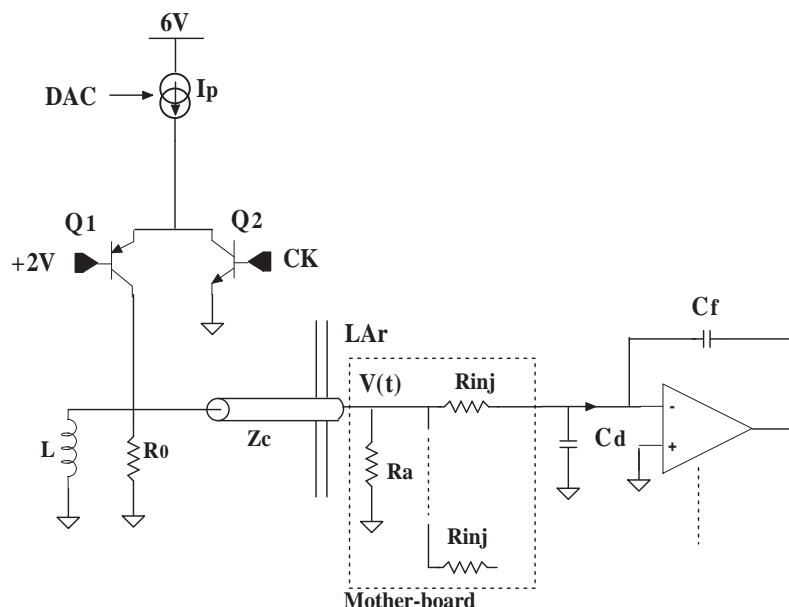 6V
DAC
Ip
Q1
Q2
+2V
CK
LAr
Cf
V(t)
Rinj
-
+
Cd
L
R0
Zc
Ra
Rinj
Mother-board